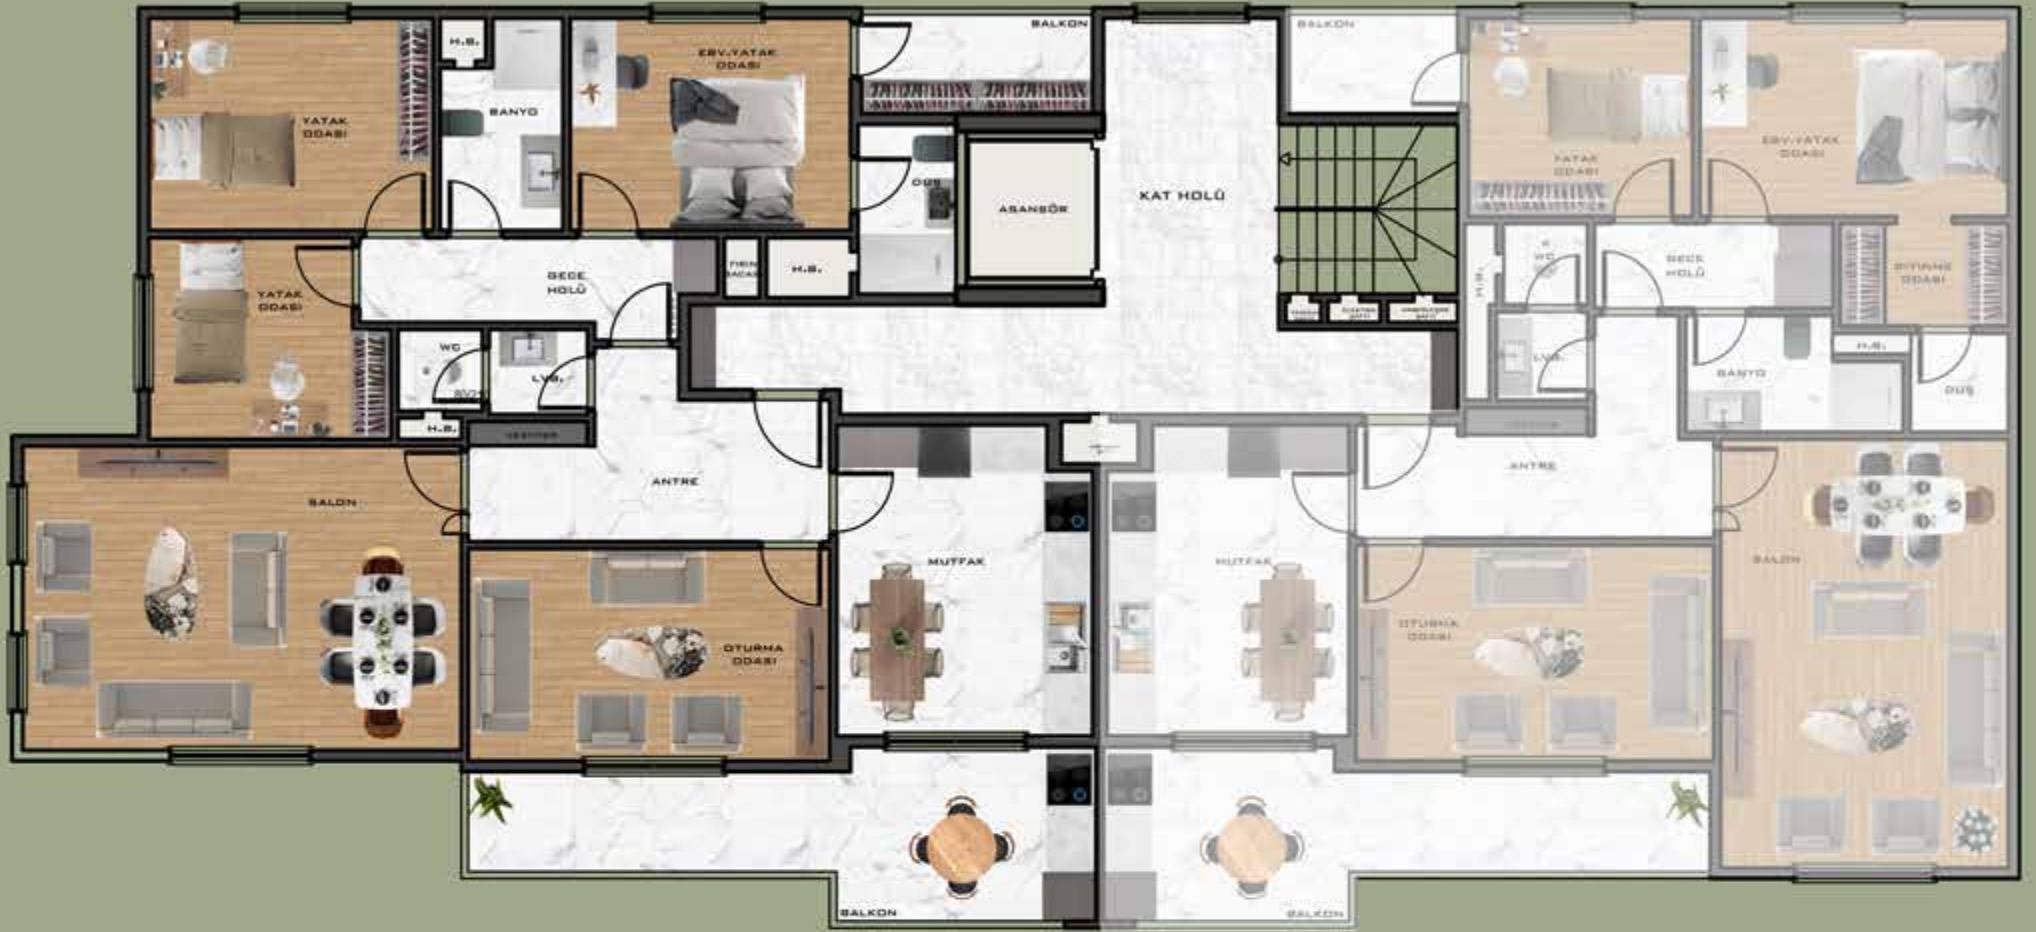 BALKON
BALKON
H.B.
EBV.YATAK
ODASI
BANYO
YATAK
ODASI
EBV.YATAK
ODASI
YATAK
ODASI
DUŞ
KAT HOLÜ
ASANSÖR
WC
GECE
HOLÜ
H.B.
GECE
HOLÜ
GİYİNME
ODASI
YATAK
ODASI
WC
LVB.
LVB.
H.B.
BANYO
DUŞ
H.B.
ANTRE
ANTRE
SALON
MUTFAK
MUTFAK
SALON
OTURMA
ODASI
OTURMA
ODASI
BALKON
BALKON